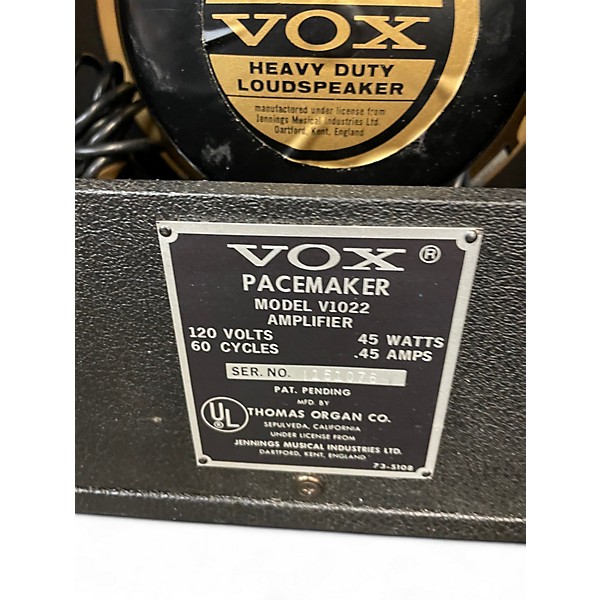 VOX
HEAVY DUTY
LOUDSPEAKER
manufactured under license from
Jennings Musical Industries Ltd.
Dartford, Kent, England
VOX ®
PACEMAKER
MODEL V1022
AMPLIFIER
120 VOLTS 45 WATTS
60 CYCLES .45 AMPS
SER. NO.
PAT. PENDING
MFD. BY
UL ® THOMAS ORGAN CO.
SEPULVEDA, CALIFORNIA
UNDER LICENSE FROM
JENNINGS MUSICAL INDUSTRIES LTD.
DARTFORD, KENT, ENGLAND
73-5108